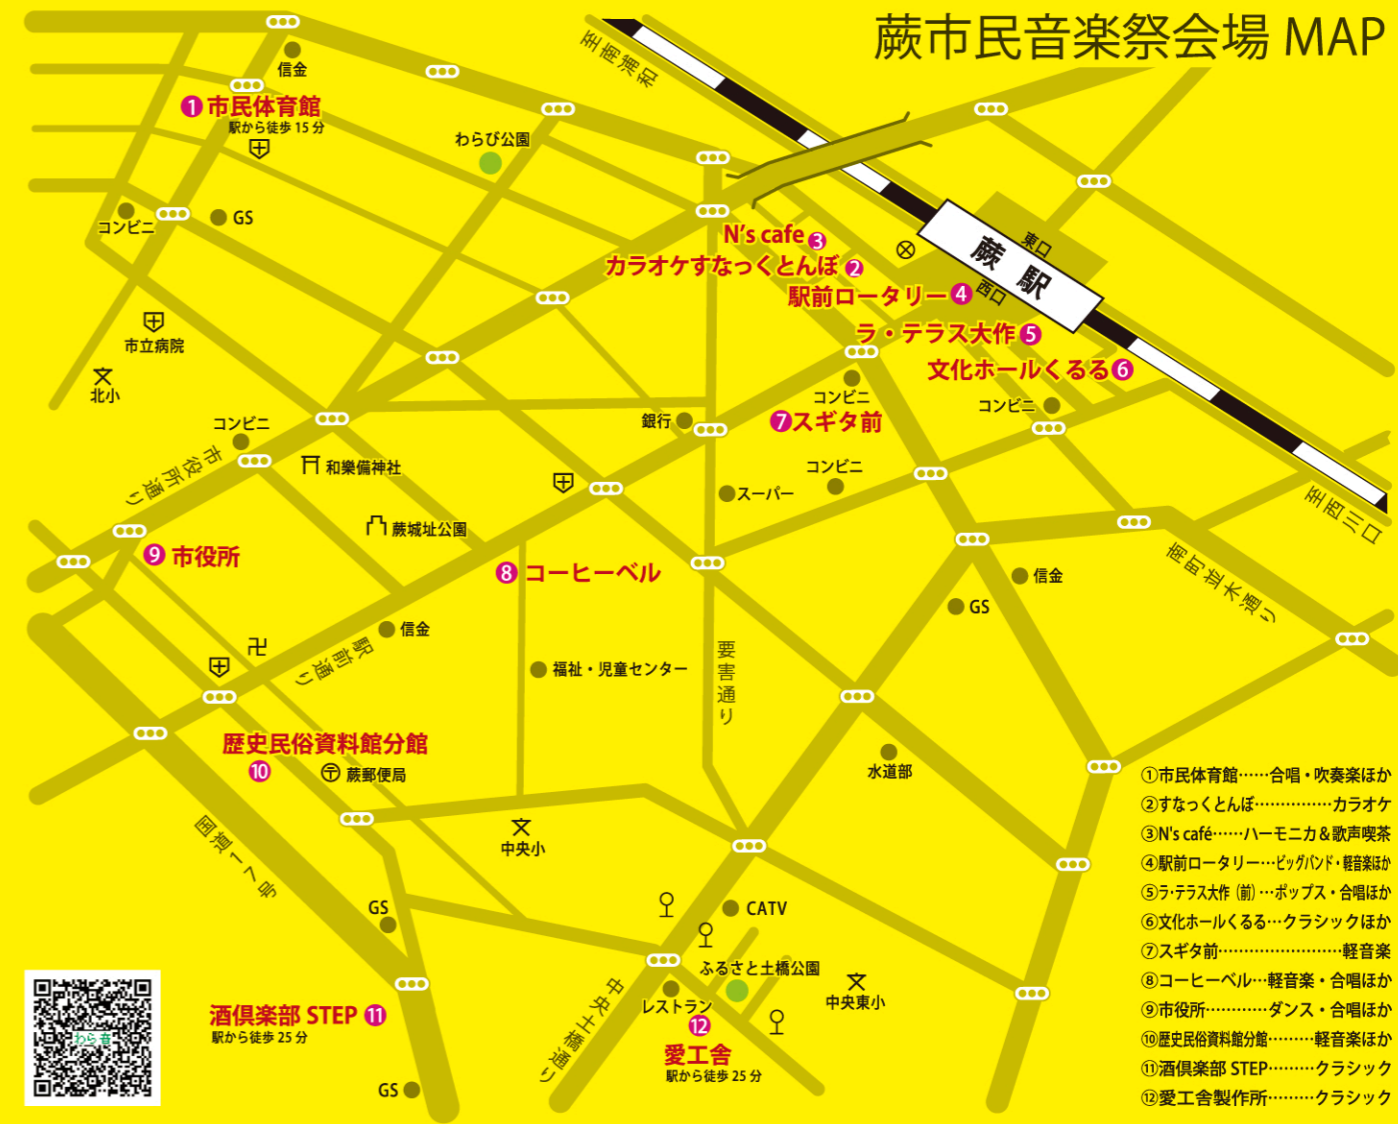 蕨市民音楽祭会場 MAP
至南浦和
信金
❶市民体育館
駅から徒歩 15 分
わらび公園
コンビニ
GS
N's cafe❸
カラオケすなっくとんぼ❷
東口
蕨 駅
西口
駅前ロータリー❹
市立病院
北小
ラ・テラス大作❺
文化ホールくるる❻
コンビニ
コンビニ
コンビニ
銀行
❼スギタ前
市役所通り
和樂備神社
コンビニ
スーパー
蕨城址公園
至西川口
❾市役所
❽コーヒーベル
南町並木通り
信金
GS
信金
卍
駅前通り
福祉・児童センター
要害通り
歴史民俗資料館分館
❿
蕨郵便局
水道部
国道17号
中央小
GS
CATV
ふるさと土橋公園
レストラン
中央東小
中央土橋通り
酒倶楽部 STEP ⓫
駅から徒歩 25 分
⓬
愛工舎
駅から徒歩 25 分
GS
わら音
①市民体育館……合唱・吹奏楽ほか
②すなっくとんぼ……………カラオケ
③N's café……ハーモニカ＆歌声喫茶
④駅前ロータリー…ビッグバンド・軽音楽ほか
⑤ラ・テラス大作（前）…ポップス・合唱ほか
⑥文化ホールくるる…クラシックほか
⑦スギタ前……………………軽音楽
⑧コーヒーベル…軽音楽・合唱ほか
⑨市役所…………ダンス・合唱ほか
⑩歴史民俗資料館分館………軽音楽ほか
⑪酒倶楽部 STEP………クラシック
⑫愛工舎製作所………クラシック